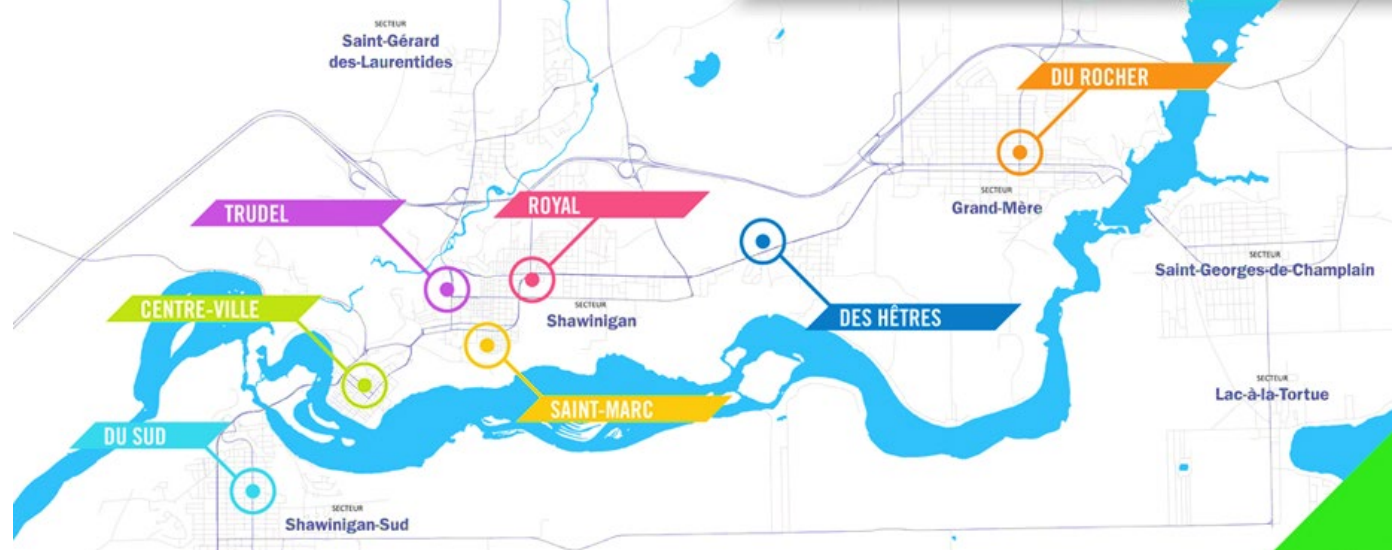 SECTEUR
Saint-Gérard
des-Laurentides
DU ROCHER
TRUDEL
ROYAL
SECTEUR
Grand-Mère
SECTEUR
Saint-Georges-de-Champlain
CENTRE-VILLE
SECTEUR
Shawinigan
DES HÊTRES
SECTEUR
Lac-à-la-Tortue
SAINT-MARC
DU SUD
SECTEUR
Shawinigan-Sud